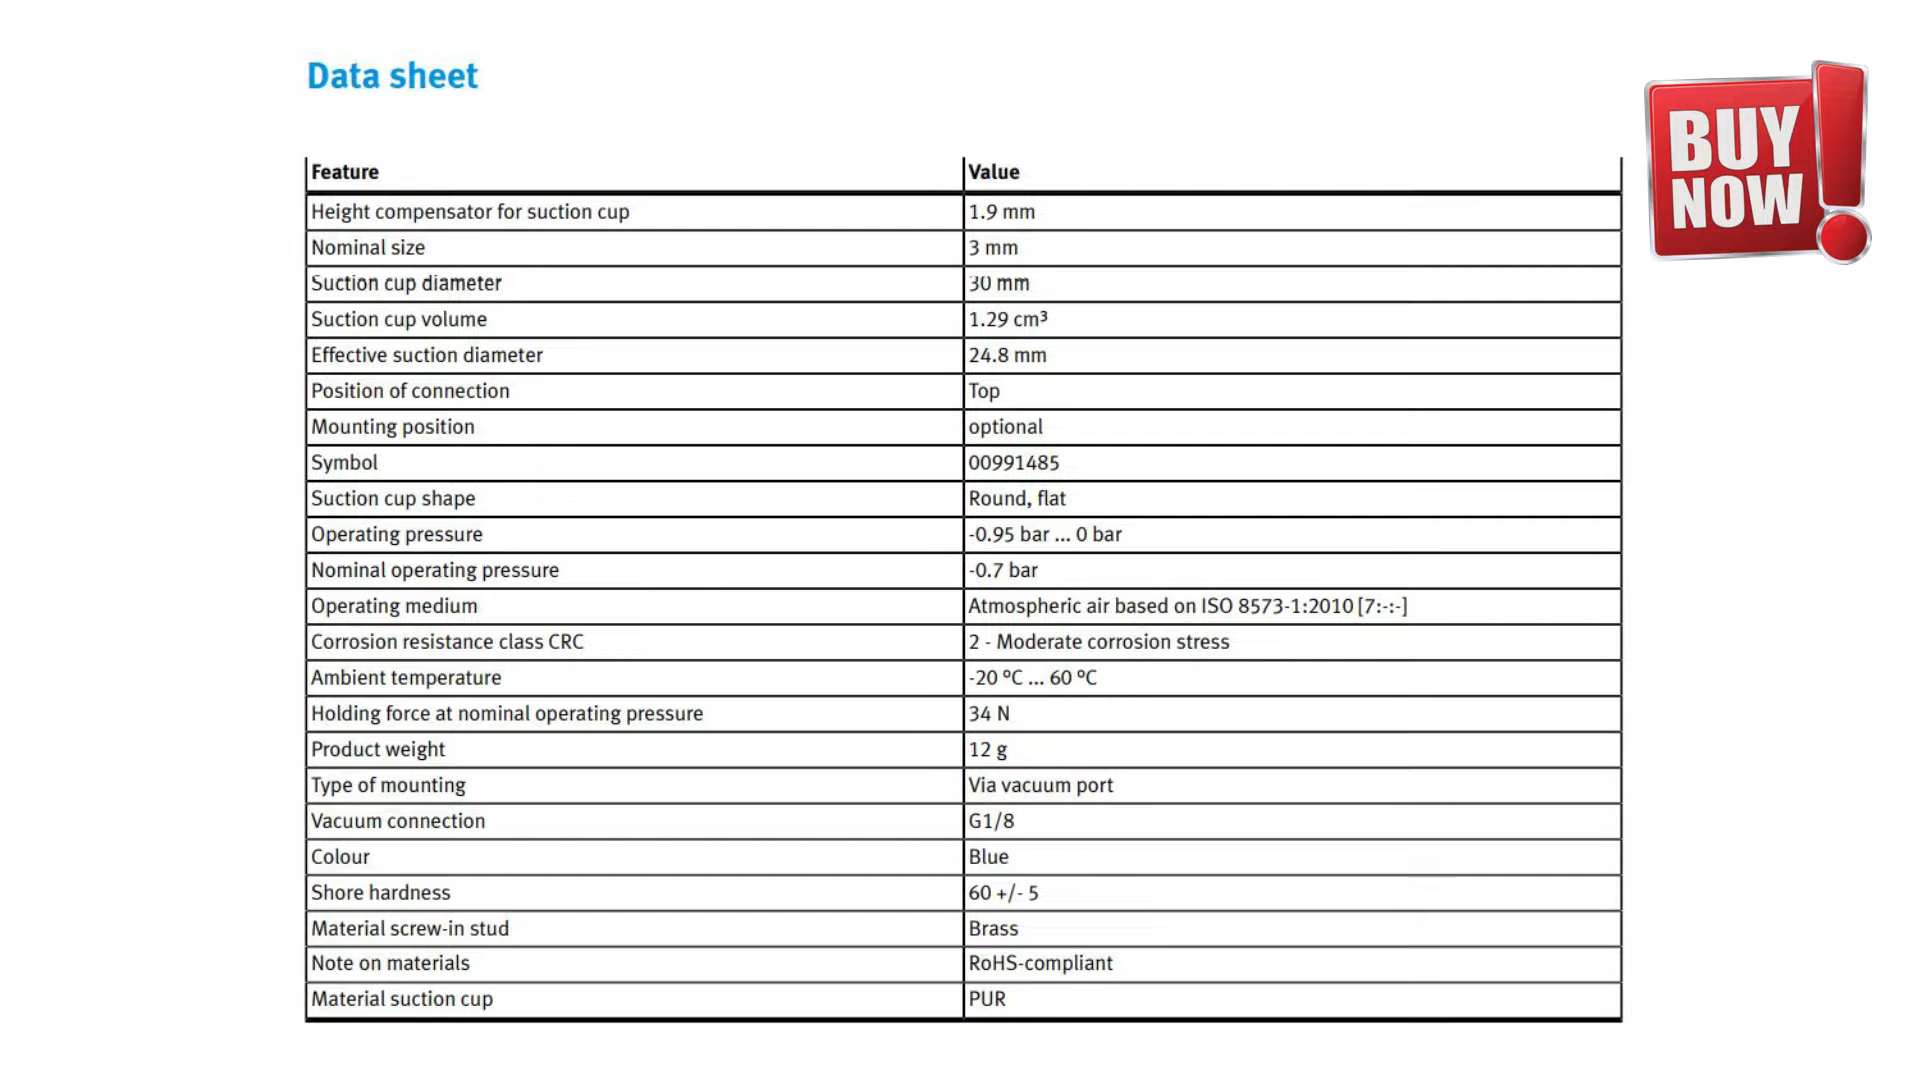 Data sheet
BUY
NOW
Feature Value
Height compensator for suction cup 1.9 mm
Nominal size 3 mm
Suction cup diameter 30 mm
Suction cup volume 1.29 cm³
Effective suction diameter 24.8 mm
Position of connection Top
Mounting position optional
Symbol 00991485
Suction cup shape Round, flat
Operating pressure -0.95 bar ... 0 bar
Nominal operating pressure -0.7 bar
Operating medium Atmospheric air based on ISO 8573-1:2010 [7:-:-]
Corrosion resistance class CRC 2 - Moderate corrosion stress
Ambient temperature -20 °C ... 60 °C
Holding force at nominal operating pressure 34 N
Product weight 12 g
Type of mounting Via vacuum port
Vacuum connection G1/8
Colour Blue
Shore hardness 60 +/- 5
Material screw-in stud Brass
Note on materials RoHS-compliant
Material suction cup PUR